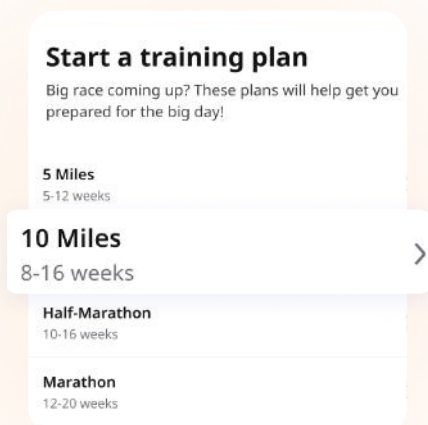 Start a training plan
Big race coming up? These plans will help get you
prepared for the big day!
5 Miles
5-12 weeks
10 Miles
8-16 weeks
Half-Marathon
10-16 weeks
Marathon
12-20 weeks